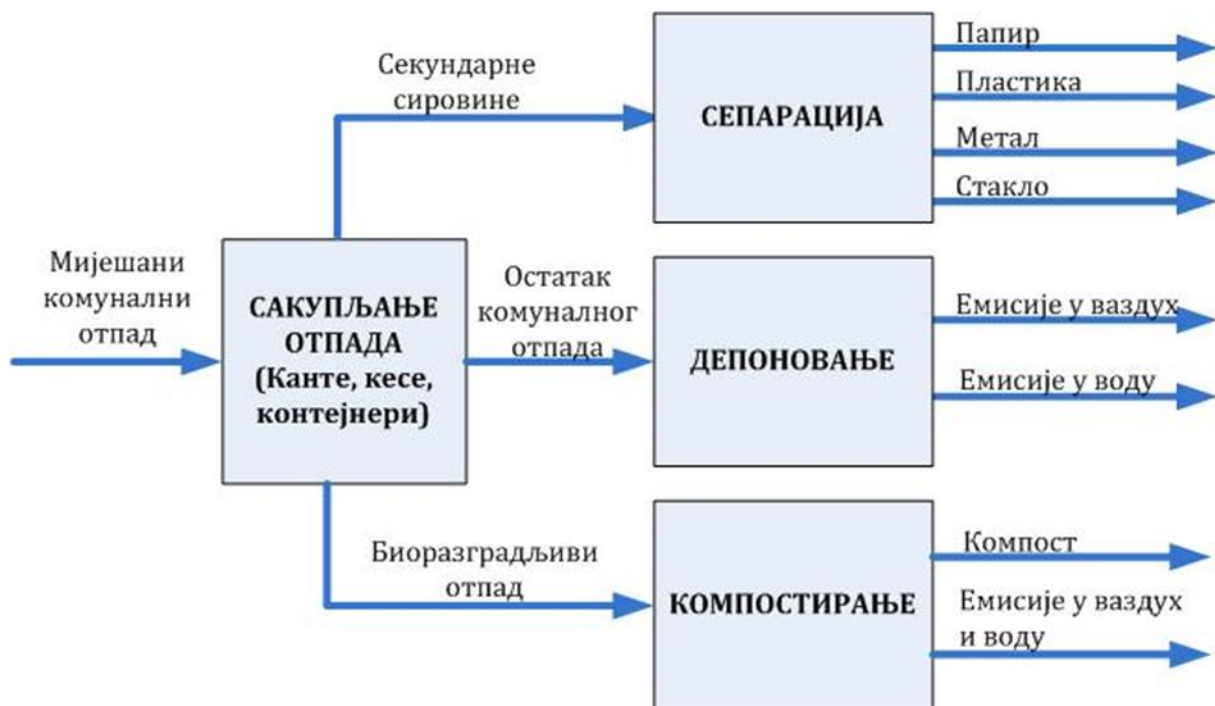 Секундарне
сировине
СЕПАРАЦИЈА
Папир
Пластика
Метал
Стакло
Мијешани
комунални
отпад
САКУПЉАЊЕ
ОТПАДА
(Канте, кесе,
контејнери)
Остатак
комуналног
отпада
ДЕПОНОВАЊЕ
Емисије у ваздух
Емисије у воду
Биоразградљиви
отпад
КОМПОСТИРАЊЕ
Компост
Емисије у ваздух
и воду